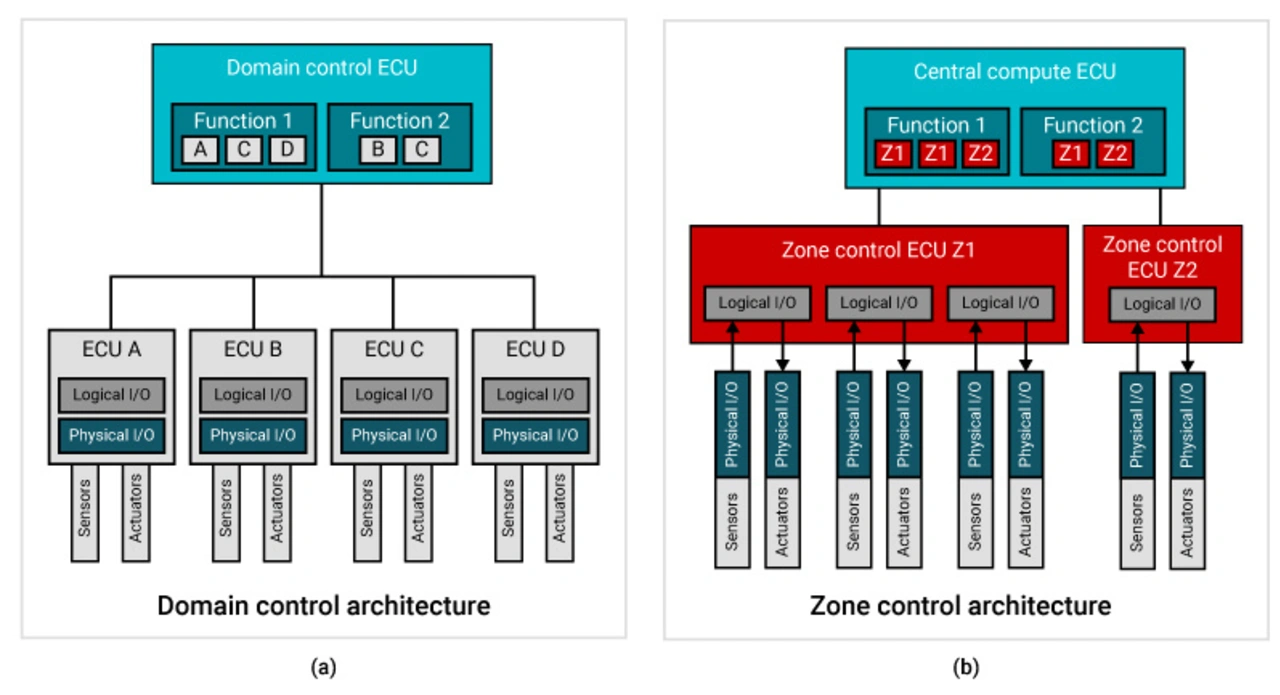 Domain control ECU
Function 1
A C D
Function 2
B C
ECU A
Logical I/O
Physical I/O
Sensors
Actuators
ECU B
Logical I/O
Physical I/O
Sensors
Actuators
ECU C
Logical I/O
Physical I/O
Sensors
Actuators
ECU D
Logical I/O
Physical I/O
Sensors
Actuators
Domain control architecture
(a)
Central compute ECU
Function 1
Z1 Z1 Z2
Function 2
Z1 Z2
Zone control ECU Z1
Logical I/O
Logical I/O
Logical I/O
Zone control
ECU Z2
Logical I/O
Physical I/O
Sensors
Physical I/O
Actuators
Physical I/O
Sensors
Physical I/O
Actuators
Physical I/O
Sensors
Physical I/O
Actuators
Physical I/O
Sensors
Physical I/O
Actuators
Zone control architecture
(b)